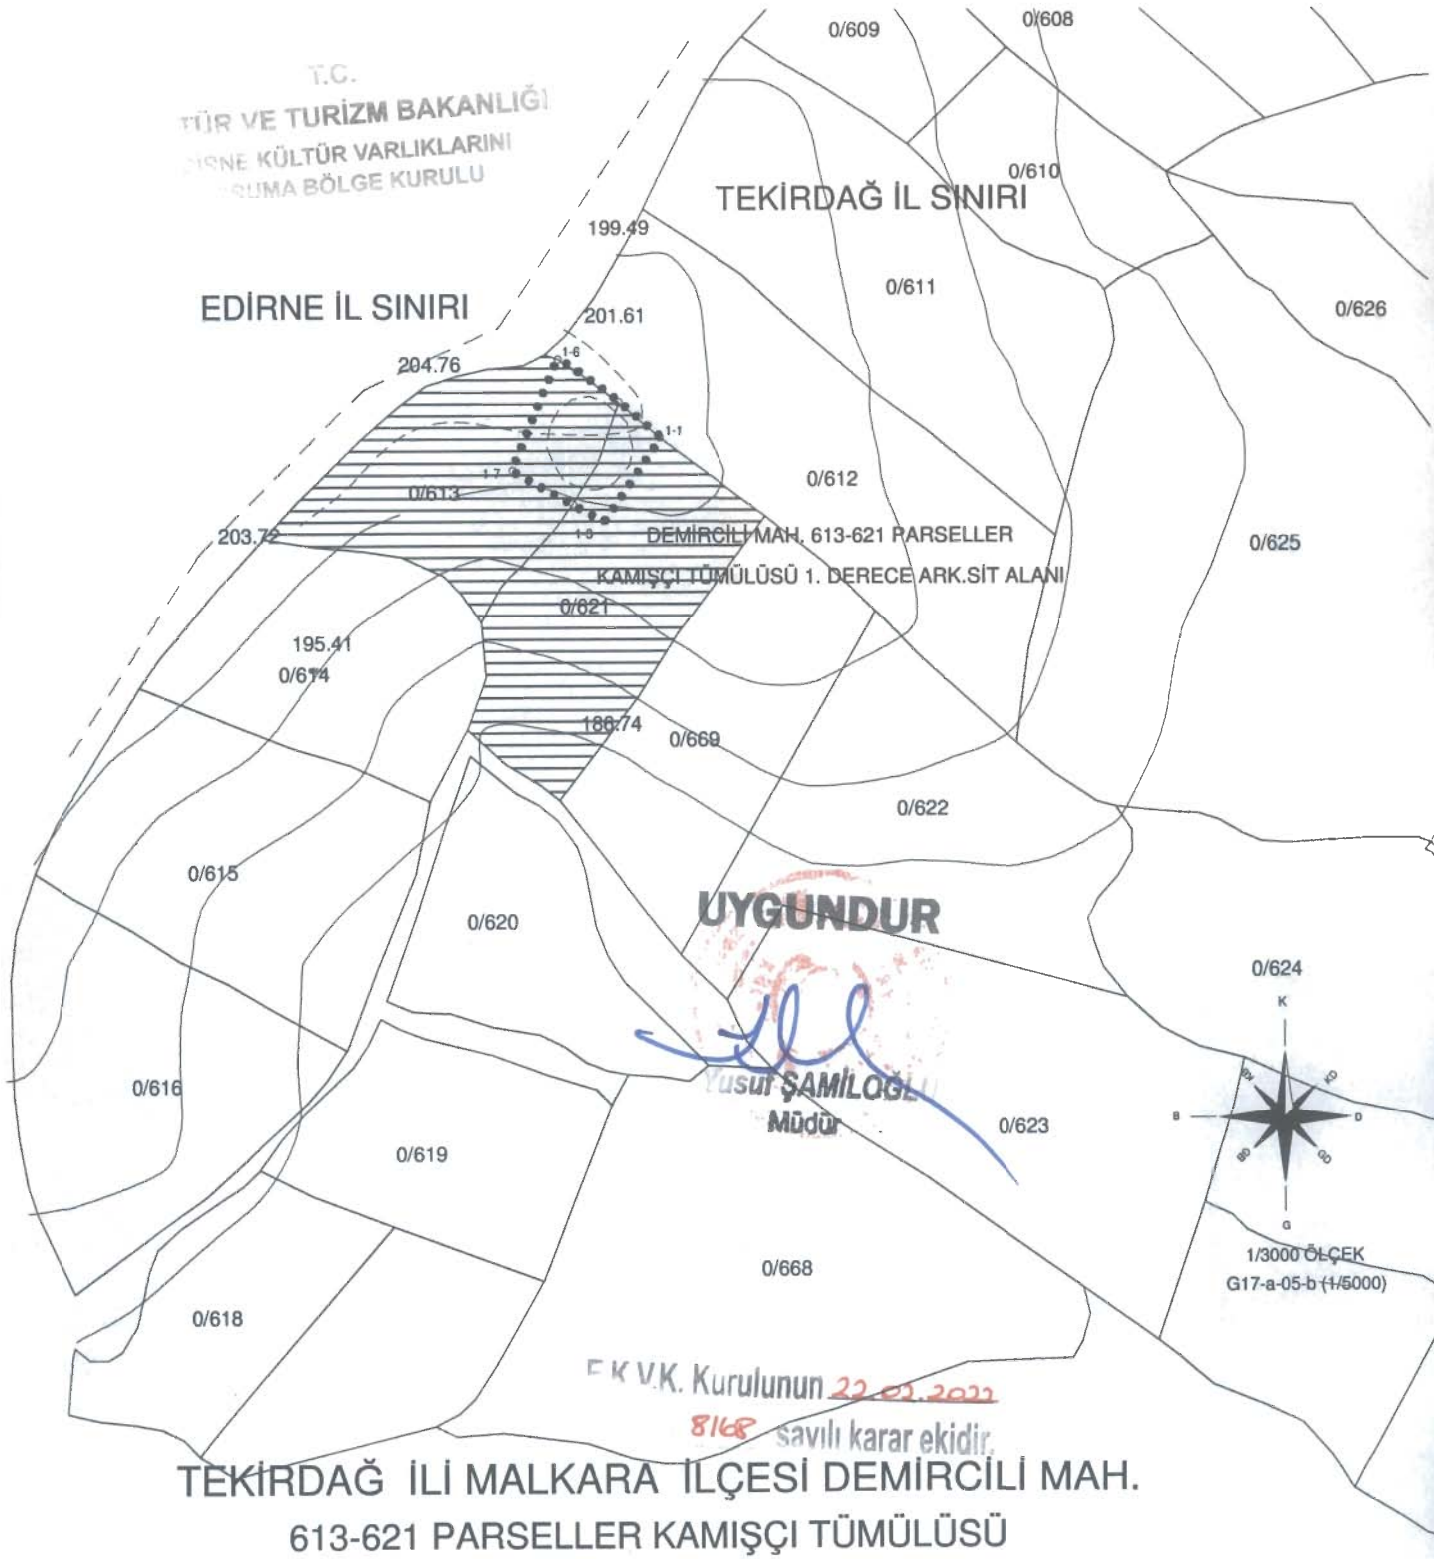 0/609
0/608
T.C.
TÜR VE TURİZM BAKANLIĞI
KÜLTÜR VARLIKLARINI
BÖLGE KURULU
0/610
TEKİRDAĞ İL SINIRI
199.49
0/611
EDİRNE İL SINIRI
201.61
0/626
1-6
204.76
1-1
1-7
0/612
0/613
203.72
DEMİRCİLİ MAH. 613-621 PARSELLER
0/625
KAMIŞÇI TÜMÜLÜSÜ 1. DERECE ARK.SİT ALANI
0/621
195.41
0/614
186.74
0/669
0/622
0/615
UYGUNDUR
0/620
0/624
K
KB
KD
Yusuf ŞAMİLOĞLU
0/616
B
D
Müdür
0/623
0/619
GB
GD
G
1/3000 ÖLÇEK
0/668
G17-a-05-b (1/5000)
0/618
K.V.K. Kurulunun 22.02.2022
8168 sayılı karar ekidir.
TEKİRDAĞ İLİ MALKARA İLÇESİ DEMİRCİLİ MAH.
613-621 PARSELLER KAMIŞÇI TÜMÜLÜSÜ